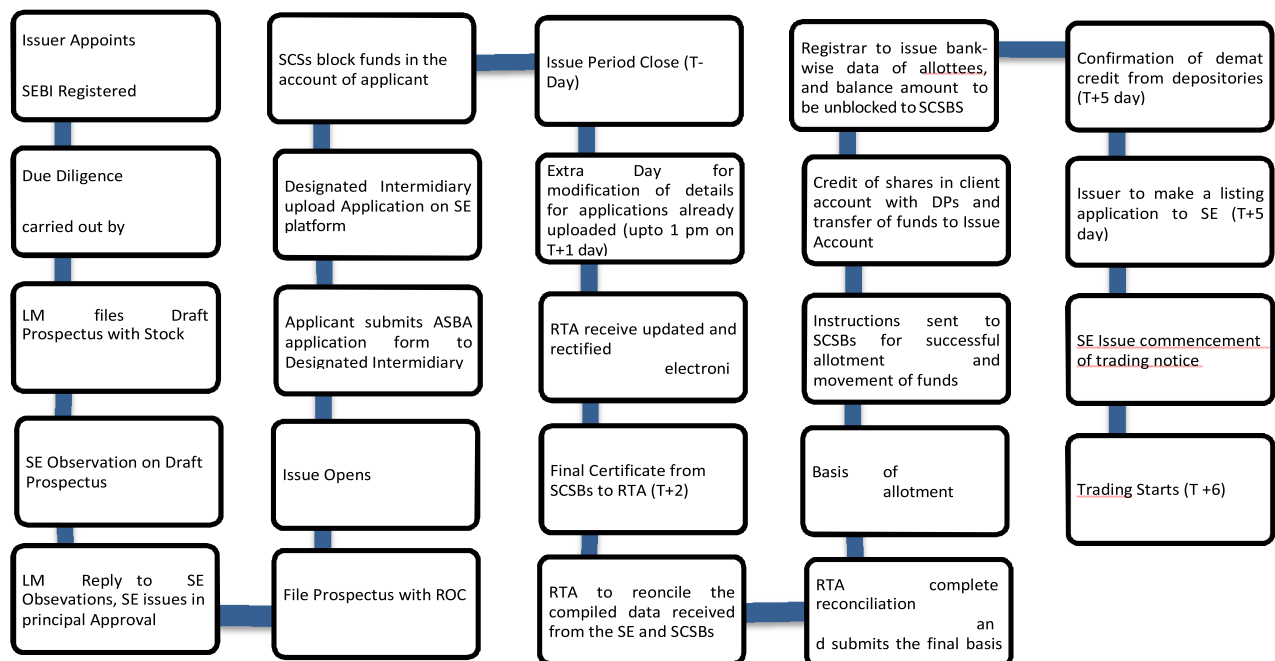 Issuer Appoints
SEBI Registered
Due Diligence
carried out by
LM files Draft
Prospectus with Stock
SE Observation on Draft
Prospectus
LM Reply to SE
Obsevations, SE issues in
principal Approval
File Prospectus with ROC
Issue Opens
Applicant submits ASBA
application form to
Designated Intermidiary
Designated Intermidiary
upload Application on SE
platform
SCSs block funds in the
account of applicant
Issue Period Close (T-
Day)
Extra Day for
modification of details
for applications already
uploaded (upto 1 pm on
T+1 day)
RTA receive updated and
rectified
electroni
Final Certificate from
SCSBs to RTA (T+2)
RTA to reoncile the
compiled data received
from the SE and SCSBs
RTA complete
reconciliation
an
d submits the final basis
Basis of
allotment
Instructions sent to
SCSBs for successful
allotment and
movement of funds
Credit of shares in client
account with DPs and
transfer of funds to Issue
Account
Registrar to issue bank-
wise data of allottees,
and balance amount to
be unblocked to SCSBS
Confirmation of demat
credit from depositories
(T+5 day)
Issuer to make a listing
application to SE (T+5
day)
SE Issue commencement
of trading notice
Trading Starts (T +6)